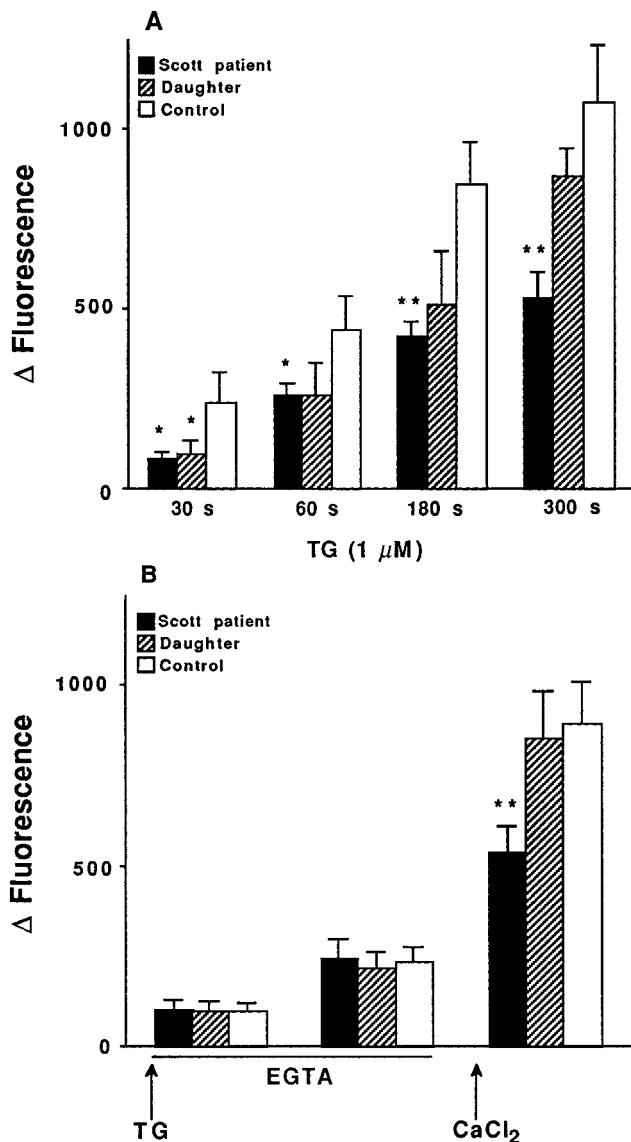 A
Scott patient
Daughter
Control
Δ Fluorescence
1000
500
0
* * * ** **
30 s 60 s 180 s 300 s
TG (1 μM)
B
Scott patient
Daughter
Control
Δ Fluorescence
1000
500
0
**
EGTA
TG CaCl2